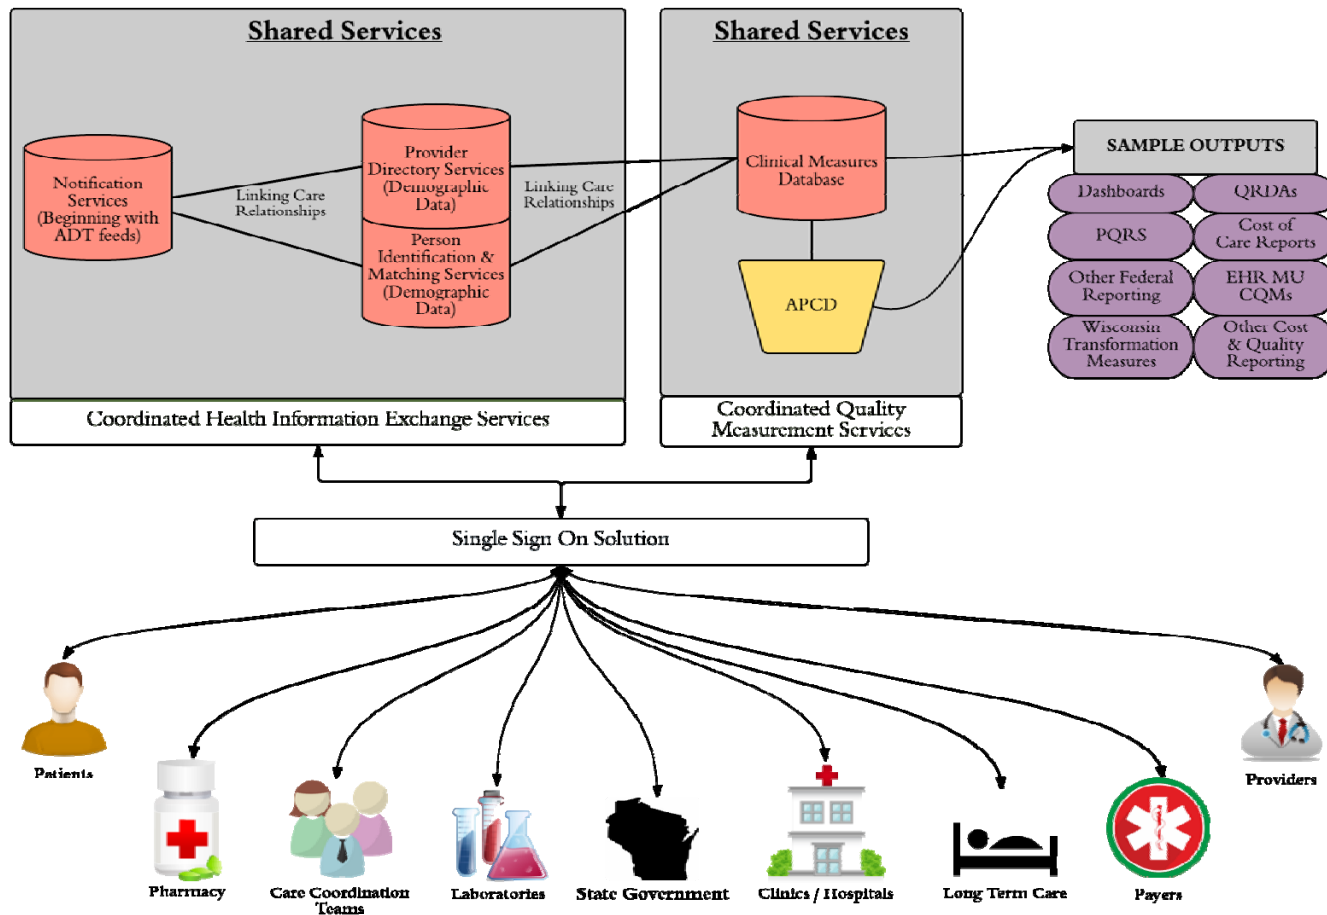 Shared Services
Notification
Services
(Beginning with
ADT feeds)
Linking Care
Relationships
Provider
Directory Services
(Demographic
Data)
Person
Identification &
Matching Services
(Demographic
Data)
Linking Care
Relationships
Coordinated Health Information Exchange Services
Shared Services
Clinical Measures
Database
APCD
Coordinated Quality
Measurement Services
SAMPLE OUTPUTS
Dashboards
QRDAs
PQRS
Cost of
Care Reports
Other Federal
Reporting
EHR MU
CQMs
Wisconsin
Transformation
Measures
Other Cost
& Quality
Reporting
Single Sign On Solution
Patients
Providers
Pharmacy
Care Coordination
Teams
Laboratories
State Government
Clinics / Hospitals
Long Term Care
Payers